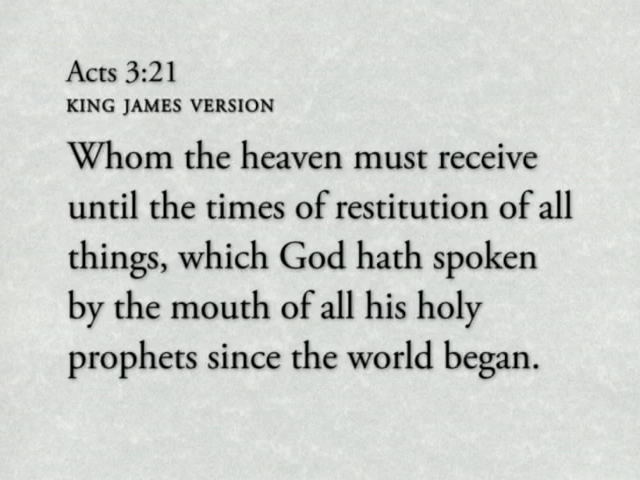 Acts 3:21
KING JAMES VERSION
Whom the heaven must receive
until the times of restitution of all
things, which God hath spoken
by the mouth of all his holy
prophets since the world began.